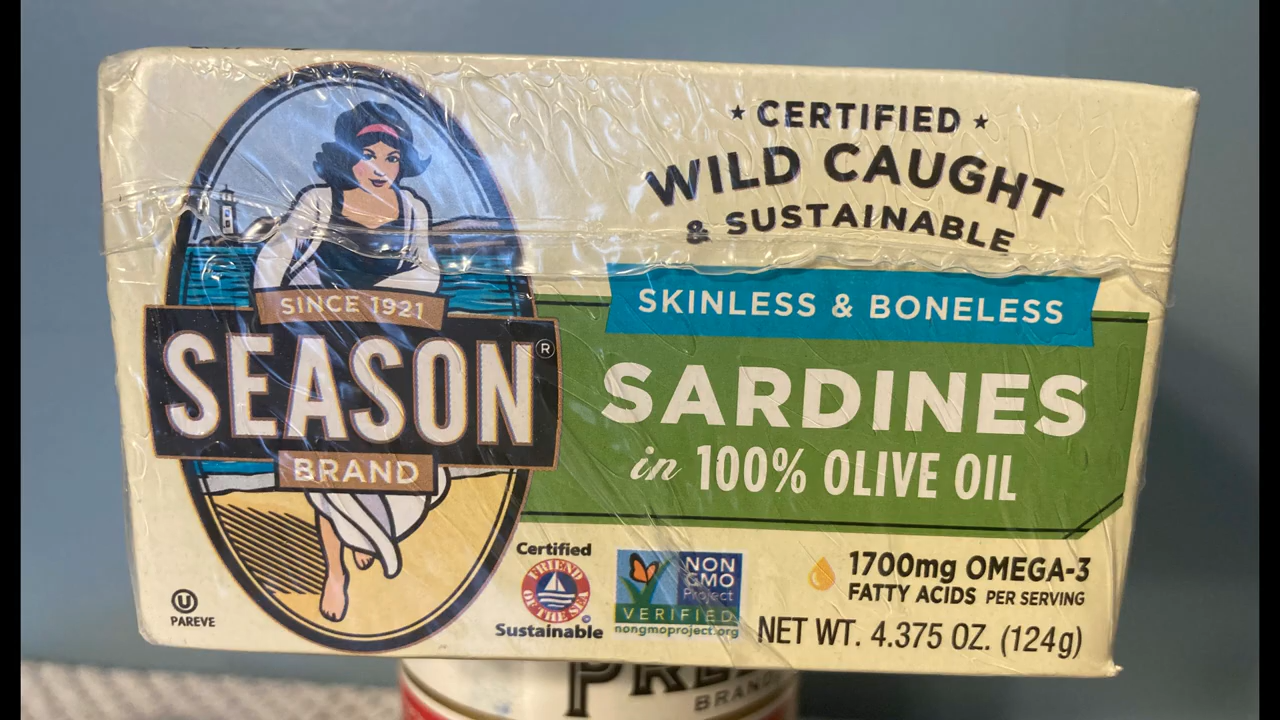 ★ CERTIFIED ★
WILD CAUGHT
& SUSTAINABLE
SKINLESS & BONELESS
SARDINES
in 100% OLIVE OIL
SINCE 1921
SEASON®
BRAND
U
PAREVE
Certified
FRIEND
OF THE SEA
Sustainable
NON
GMO
Project
VERIFIED
nongmoproject.org
1700mg OMEGA-3
FATTY ACIDS PER SERVING
NET WT. 4.375 OZ. (124g)
BRAND